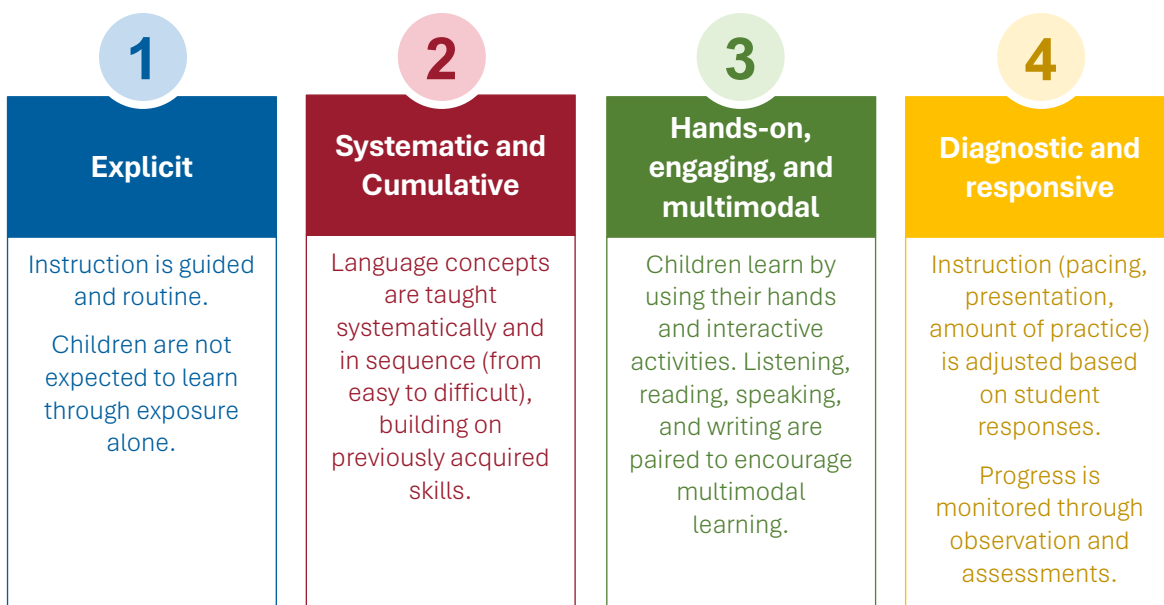 1
Explicit
Instruction is guided
and routine.
Children are not
expected to learn
through exposure
alone.
2
Systematic and
Cumulative
Language concepts
are taught
systematically and
in sequence (from
easy to difficult),
building on
previously acquired
skills.
3
Hands-on,
engaging, and
multimodal
Children learn by
using their hands
and interactive
activities. Listening,
reading, speaking,
and writing are
paired to encourage
multimodal
learning.
4
Diagnostic and
responsive
Instruction (pacing,
presentation,
amount of practice)
is adjusted based
on student
responses.
Progress is
monitored through
observation and
assessments.